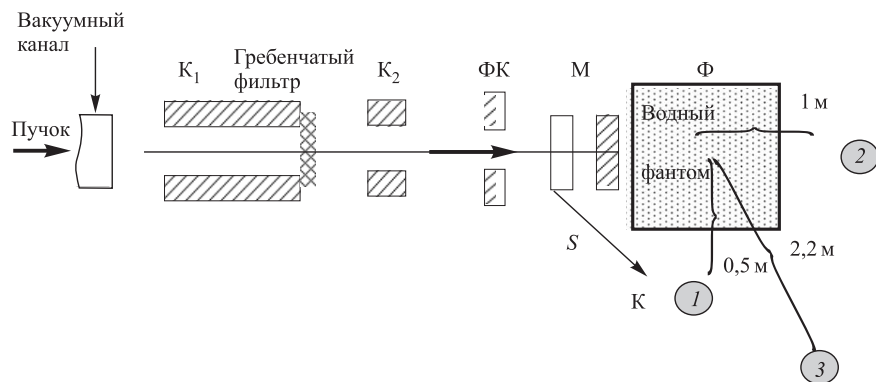 Вакуумный
канал
Пучок
К₁
Гребенчатый
фильтр
К₂
ФК
М
Ф
Водный
фантом
1 м
2
S
0,5 м
2,2 м
К
1
3